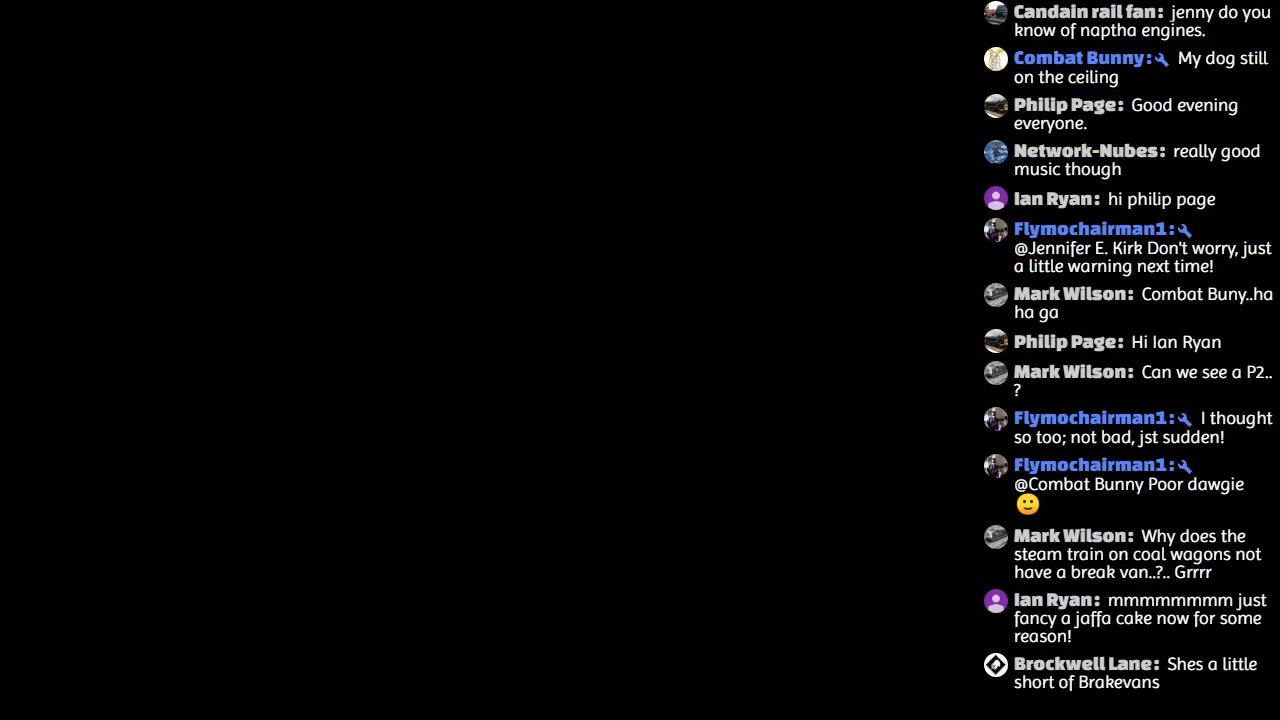 Candain rail fan: jenny do you
know of naptha engines.
Combat Bunny: My dog still
on the ceiling
Philip Page: Good evening
everyone.
Network-Nubes: really good
music though
Ian Ryan: hi philip page
Flymochairman1:
@Jennifer E. Kirk Don't worry, just
a little warning next time!
Mark Wilson: Combat Buny..ha
ha ga
Philip Page: Hi Ian Ryan
Mark Wilson: Can we see a P2..
?
Flymochairman1: I thought
so too; not bad, jst sudden!
Flymochairman1:
@Combat Bunny Poor dawgie
🙂
Mark Wilson: Why does the
steam train on coal wagons not
have a break van..?.. Grrrr
Ian Ryan: mmmmmmmm just
fancy a jaffa cake now for some
reason!
Brockwell Lane: Shes a little
short of Brakevans